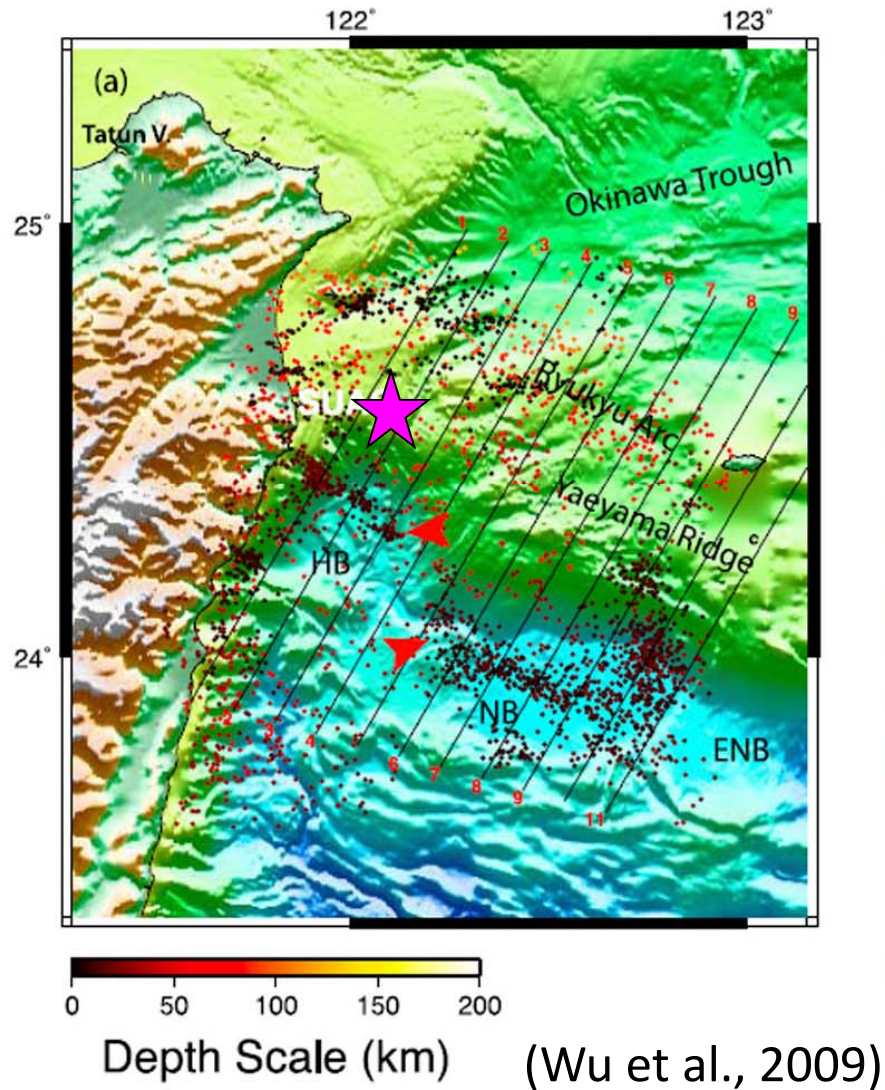 122° 123°
(a)
Tatun V.
Okinawa Trough
25°
1 2 3 4 5 6 7 8 9
Ryukyu Arc
SUA
Yaeyama Ridge
c
HB
24°
NB
ENB
2 3 4 6 7 8 9 11
0 50 100 150 200
Depth Scale (km)
(Wu et al., 2009)